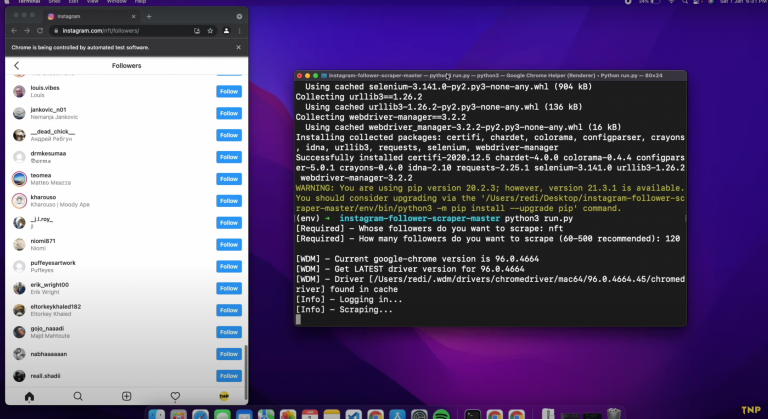 Terminal Shell Edit View Window Help
Sat 1 Jan
Instagram
instagram.com/nft/followers/
Chrome is being controlled by automated test software.
Followers
louis.vibes
Louis
Follow
jankovic_n01
Nemanja Jankovic
Follow
__dead_chick__
Андрей Рябгун
Follow
drmkesumaa
Follow
teomea
Matteo Meazza
Follow
kharouso
Kharouso | Moody Ape
Follow
_.j.l.roy_
Follow
niomi871
Niomi
Follow
puffeyesartwork
Puffeyes
Follow
erik_wright00
Erik Wright
Follow
eltorkeykhaled182
Eltorkey Khaled
Follow
gojo_naaadi
Majd Mahtoute
Follow
nabhaaaaan
Follow
reall.shadii
Follow
TNP
instagram-follower-scraper-master — python3 run.py — python3 — Google Chrome Helper (Renderer) • Python run.py — 80×24
Using cached selenium-3.141.0-py2.py3-none-any.whl (904 kB)
Collecting urllib3==1.26.2
Using cached urllib3-1.26.2-py2.py3-none-any.whl (136 kB)
Collecting webdriver-manager==3.2.2
Using cached webdriver_manager-3.2.2-py2.py3-none-any.whl (16 kB)
Installing collected packages: certifi, chardet, colorama, configparser, crayons
, idna, urllib3, requests, selenium, webdriver-manager
Successfully installed certifi-2020.12.5 chardet-4.0.0 colorama-0.4.4 configpars
er-5.0.1 crayons-0.4.0 idna-2.10 requests-2.25.1 selenium-3.141.0 urllib3-1.26.2
webdriver-manager-3.2.2
WARNING: You are using pip version 20.2.3; however, version 21.3.1 is available.
You should consider upgrading via the '/Users/redi/Desktop/instagram-follower-sc
raper-master/env/bin/python3 -m pip install --upgrade pip' command.
(env) → instagram-follower-scraper-master python3 run.py
[Required] - Whose followers do you want to scrape: nft
[Required] - How many followers do you want to scrape (60-500 recommended): 120
[WDM] - Current google-chrome version is 96.0.4664
[WDM] - Get LATEST driver version for 96.0.4664
[WDM] - Driver [/Users/redi/.wdm/drivers/chromedriver/mac64/96.0.4664.45/chromed
river] found in cache
[Info] - Logging in...
[Info] - Scraping...
TNP